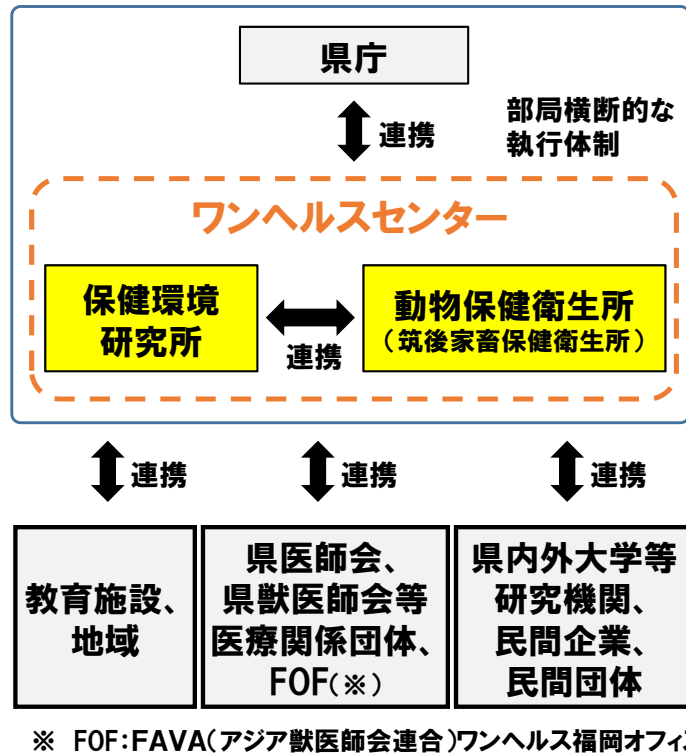 県庁
連携
部局横断的な
執行体制
ワンヘルスセンター
保健環境
研究所
連携
動物保健衛生所
（筑後家畜保健衛生所）
連携
連携
連携
教育施設、
地域
県医師会、
県獣医師会等
医療関係団体、
FOF(※)
県内外大学等
研究機関、
民間企業、
民間団体
※ FOF:FAVA(アジア獣医師会連合)ワンヘルス福岡オフィ